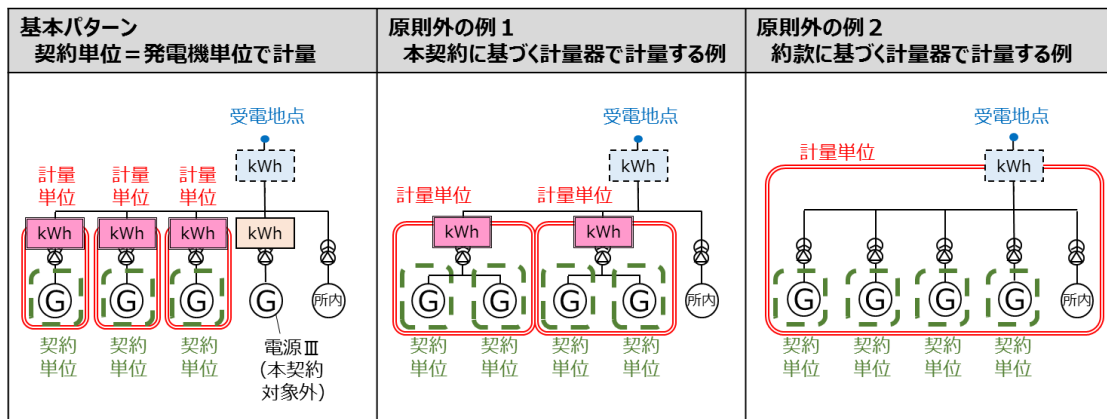 基本パターン
契約単位＝発電機単位で計量
受電地点
kWh
計量
単位
計量
単位
計量
単位
kWh
kWh
kWh
kWh
G
G
G
G
所内
契約
単位
契約
単位
契約
単位
電源Ⅲ
（本契約
対象外）
原則外の例１
本契約に基づく計量器で計量する例
受電地点
kWh
計量単位
計量単位
kWh
kWh
G
G
G
G
所内
契約
単位
契約
単位
契約
単位
契約
単位
原則外の例２
約款に基づく計量器で計量する例
受電地点
計量単位
kWh
G
G
G
G
所内
契約
単位
契約
単位
契約
単位
契約
単位